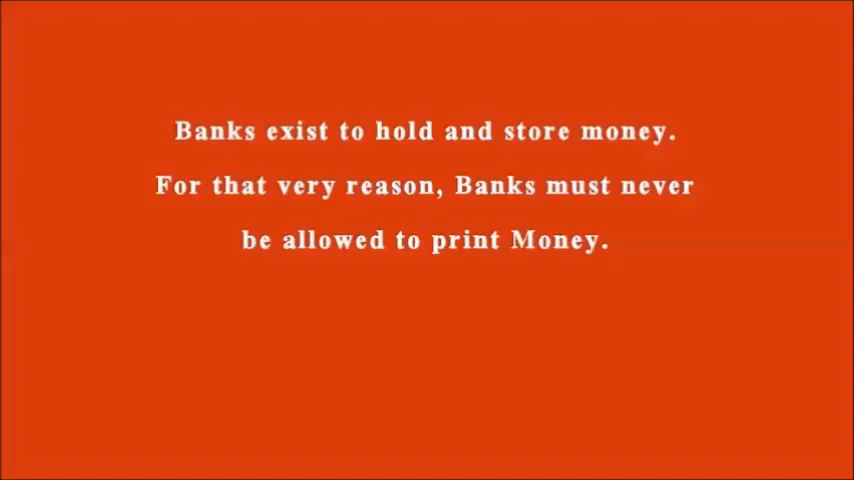 Banks exist to hold and store money.
For that very reason, Banks must never
be allowed to print Money.